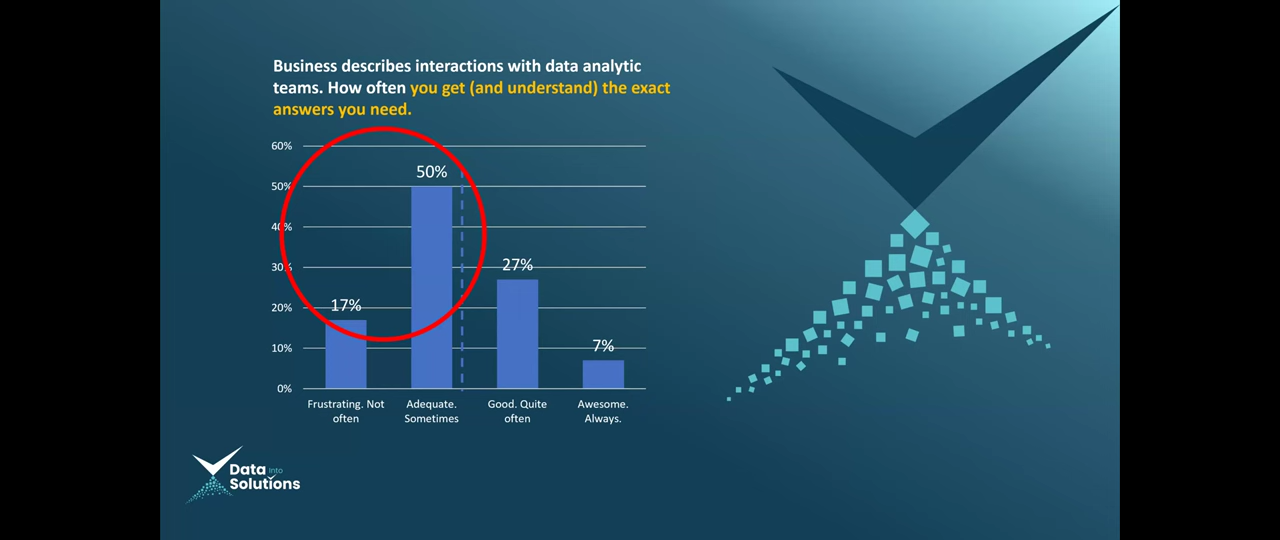 Business describes interactions with data analytic
teams. How often you get (and understand) the exact
answers you need.
60%
50%
40%
30%
20%
10%
0%
17%
50%
27%
7%
Frustrating. Not
often
Adequate.
Sometimes
Good. Quite
often
Awesome.
Always.
Data Into
Solutions